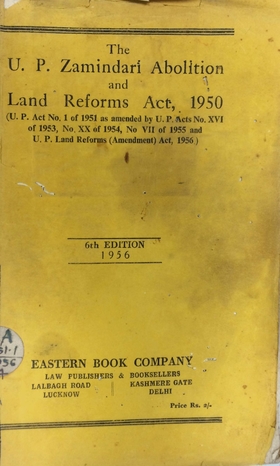 The
U. P. Zamindari Abolition
and
Land Reforms Act, 1950
(U. P. Act No. 1 of 1951 as amended by U. P. Acts No. XVI
of 1953, No XX of 1954, No VII of 1955 and
U. P. Land Reforms (Amendment) Act, 1956)
6th EDITION
1956
A
EASTERN BOOK COMPANY
LAW PUBLISHERS & BOOKSELLERS
LALBAGH ROAD KASHMERE GATE
LUCKNOW DELHI
Price Rs. 2/-